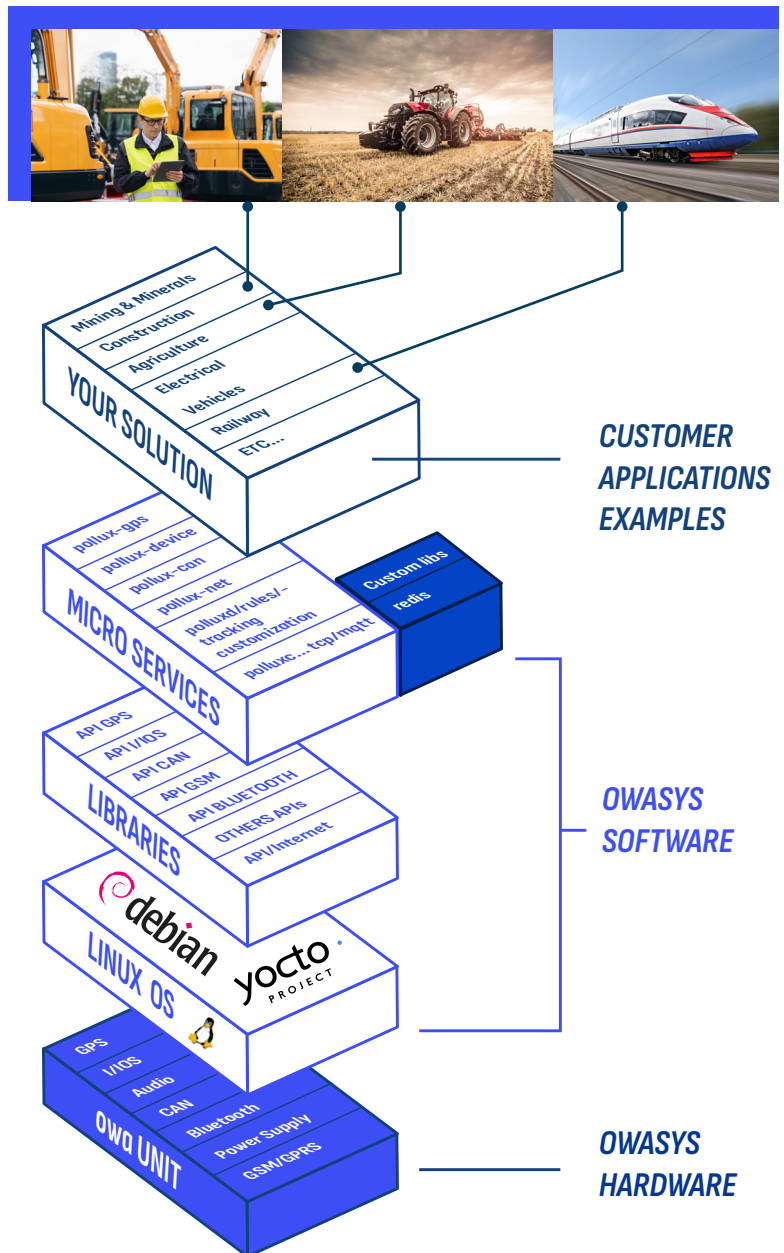 Mining & Minerals
Construction
Agriculture
Electrical
Vehicles
Railway
ETC...
YOUR SOLUTION
CUSTOMER
APPLICATIONS
EXAMPLES
pollux-gps
pollux-device
pollux-can
pollux-net
polluxd/rules/-
tracking
customization
polluxc... tcp/mqtt
MICRO SERVICES
Custom libs
redis
API GPS
API I/IOS
API CAN
API GSM
API BLUETOOTH
OTHERS APIs
API/Internet
LIBRARIES
OWASYS
SOFTWARE
debian
yocto
PROJECT
LINUX OS
GPS
I/IOS
Audio
CAN
Bluetooth
Power Supply
GSM/GPRS
owa UNIT
OWASYS
HARDWARE